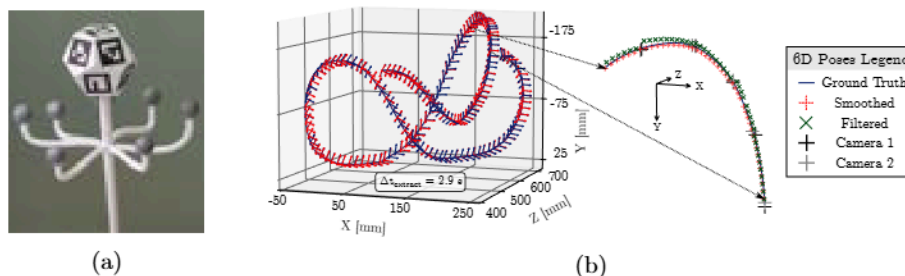 -175
-75
25
Y [mm]
700
600
500
400
Z [mm]
-50
50
150
250
X [mm]
Δt_extract = 2.9 s
Z
X
Y
6D Poses Legend
Ground Truth
Smoothed
Filtered
Camera 1
Camera 2
(a)
(b)